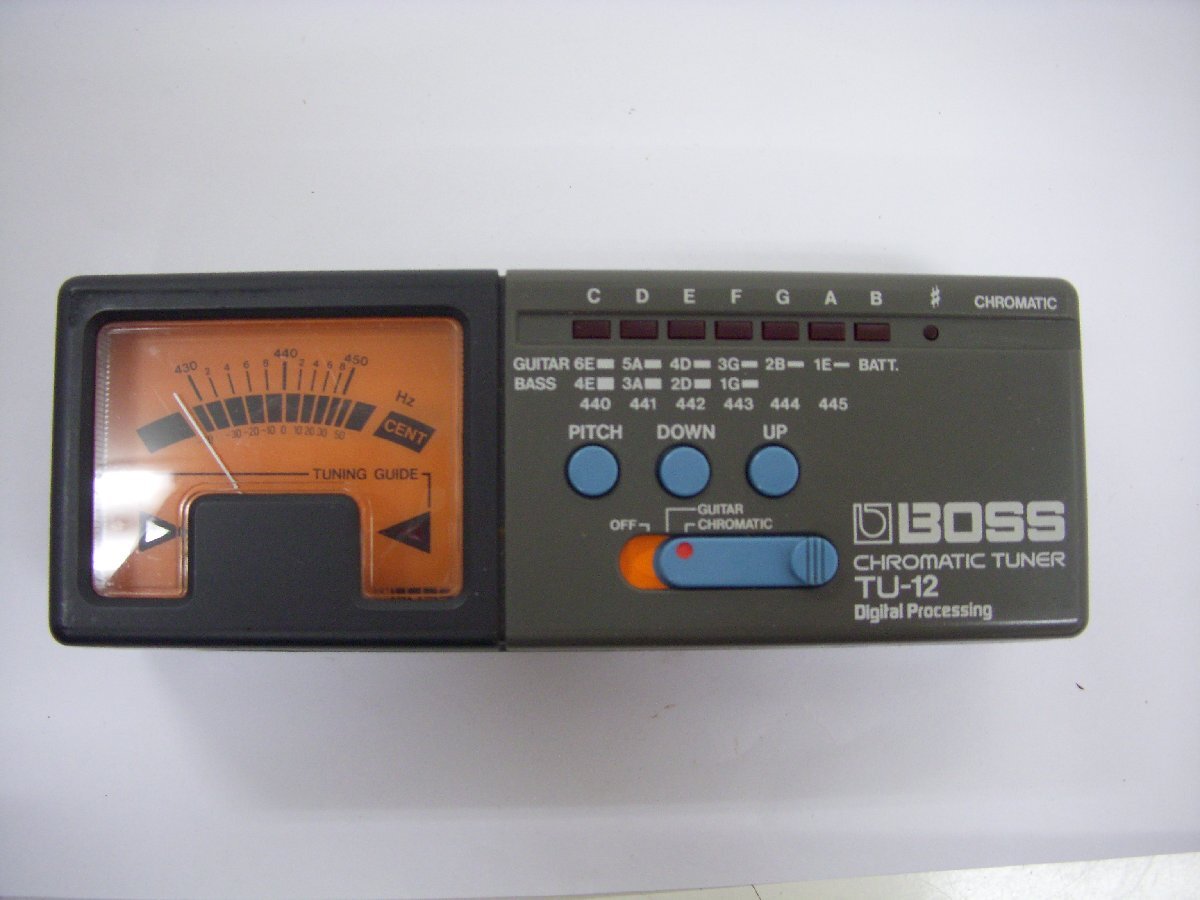 430 2 4 6 8 440 2 4 6 8 450
Hz
-30 -20 -10 0 10 20 30 50
CENT
TUNING GUIDE
C D E F G A B ♯ CHROMATIC
GUITAR 6E 5A 4D 3G 2B 1E BATT.
BASS 4E 3A 2D 1G
440 441 442 443 444 445
PITCH DOWN UP
GUITAR
OFF CHROMATIC
BOSS
CHROMATIC TUNER
TU-12
Digital Processing